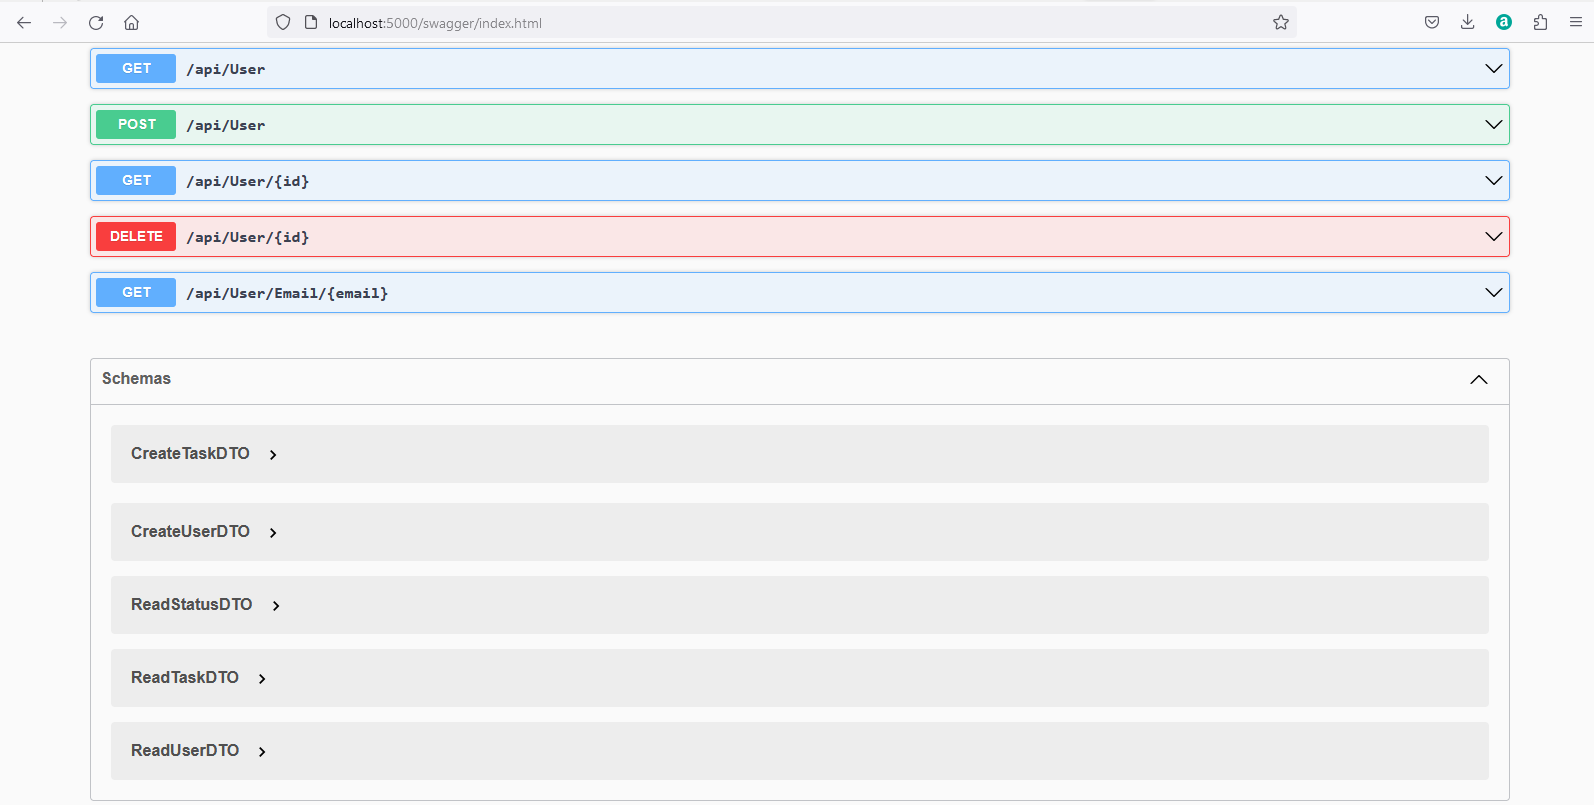 localhost:5000/swagger/index.html
GET /api/User
POST /api/User
GET /api/User/{id}
DELETE /api/User/{id}
GET /api/User/Email/{email}
Schemas
CreateTaskDTO
CreateUserDTO
ReadStatusDTO
ReadTaskDTO
ReadUserDTO